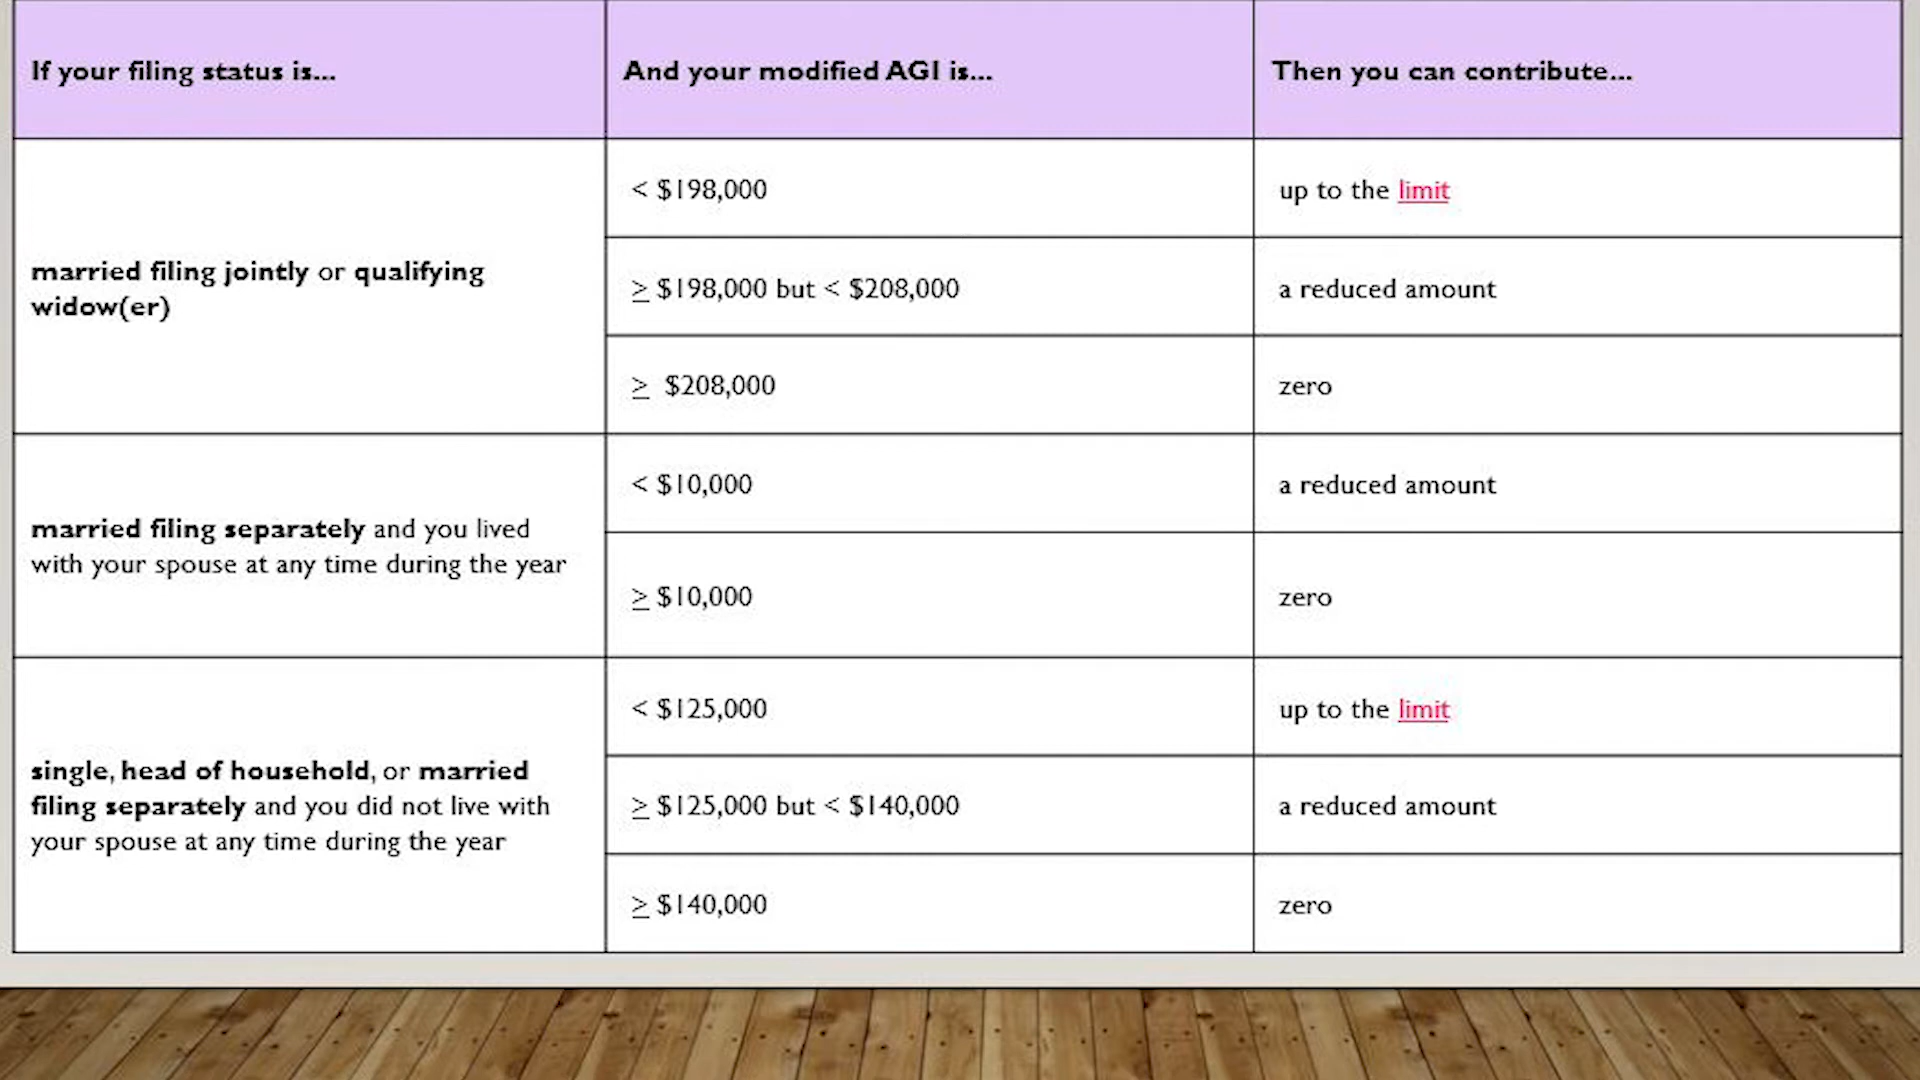 If your filing status is...
And your modified AGI is...
Then you can contribute...
married filing jointly or qualifying
widow(er)
< $198,000
up to the limit
≥ $198,000 but < $208,000
a reduced amount
≥ $208,000
zero
married filing separately and you lived
with your spouse at any time during the year
< $10,000
a reduced amount
≥ $10,000
zero
single, head of household, or married
filing separately and you did not live with
your spouse at any time during the year
< $125,000
up to the limit
≥ $125,000 but < $140,000
a reduced amount
≥ $140,000
zero